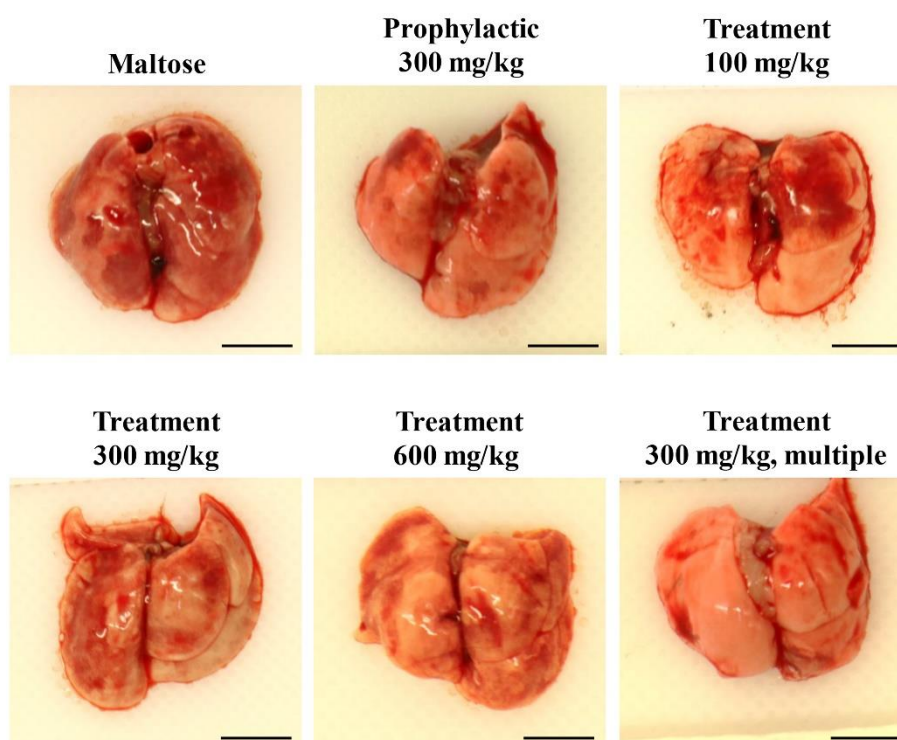 Maltose
Prophylactic
300 mg/kg
Treatment
100 mg/kg
Treatment
300 mg/kg
Treatment
600 mg/kg
Treatment
300 mg/kg, multiple